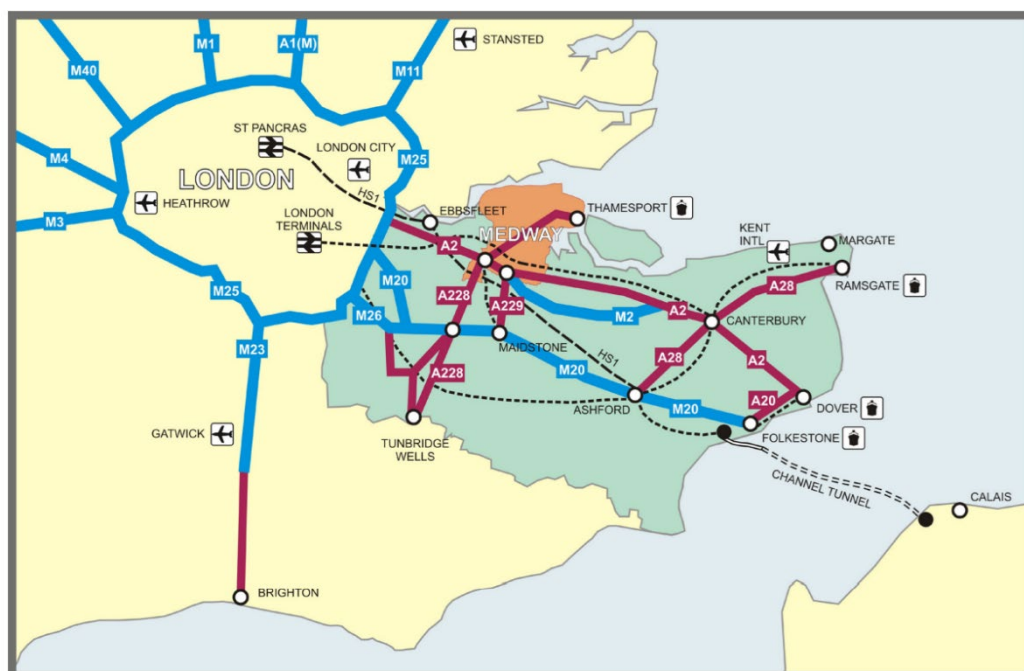 M1
A1(M)
STANSTED
M40
M11
ST PANCRAS
LONDON CITY
M4
M25
LONDON
HS1
HEATHROW
EBBSFLEET
THAMESPORT
M3
LONDON
TERMINALS
MEDWAY
KENT
INTL
MARGATE
A2
M20
M25
A228
A28
RAMSGATE
A229
M26
M2
A2
CANTERBURY
M23
MAIDSTONE
HS1
A28
A2
A228
M20
A20
ASHFORD
M20
DOVER
GATWICK
TUNBRIDGE
WELLS
FOLKESTONE
CHANNEL TUNNEL
CALAIS
BRIGHTON